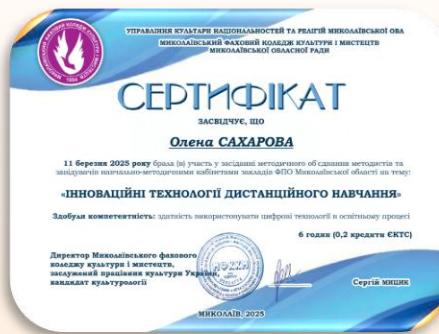 УПРАВЛІННЯ КУЛЬТУРИ НАЦІОНАЛЬНОСТЕЙ ТА РЕЛІГІЙ МИКОЛАЇВСЬКОЇ ОВА
МИКОЛАЇВСЬКИЙ ФАХОВИЙ КОЛЕДЖ КУЛЬТУРИ І МИСТЕЦТВ
МИКОЛАЇВСЬКОЇ ОБЛАСНОЇ РАДИ
СЕРТИФІКАТ
ЗАСВІДЧУЄ, ЩО
Олена САХАРОВА
11 березня 2025 року брала (в) участь у засіданні методичного об'єднання методистів та
завідувачів навчально-методичними кабінетами закладів ФПО Миколаївської області на тему:
«ІННОВАЦІЙНІ ТЕХНОЛОГІЇ ДИСТАНЦІЙНОГО НАВЧАННЯ»
Здобули компетентність: здатність використовувати цифрові технології в освітньому процесі
6 годин (0,2 кредити ЄКТС)
Директор Миколаївського фахового
коледжу культури і мистецтв,
заслужений працівник культури України,
кандидат культурології
Сергій МИЦИК
МИКОЛАЇВ, 2025